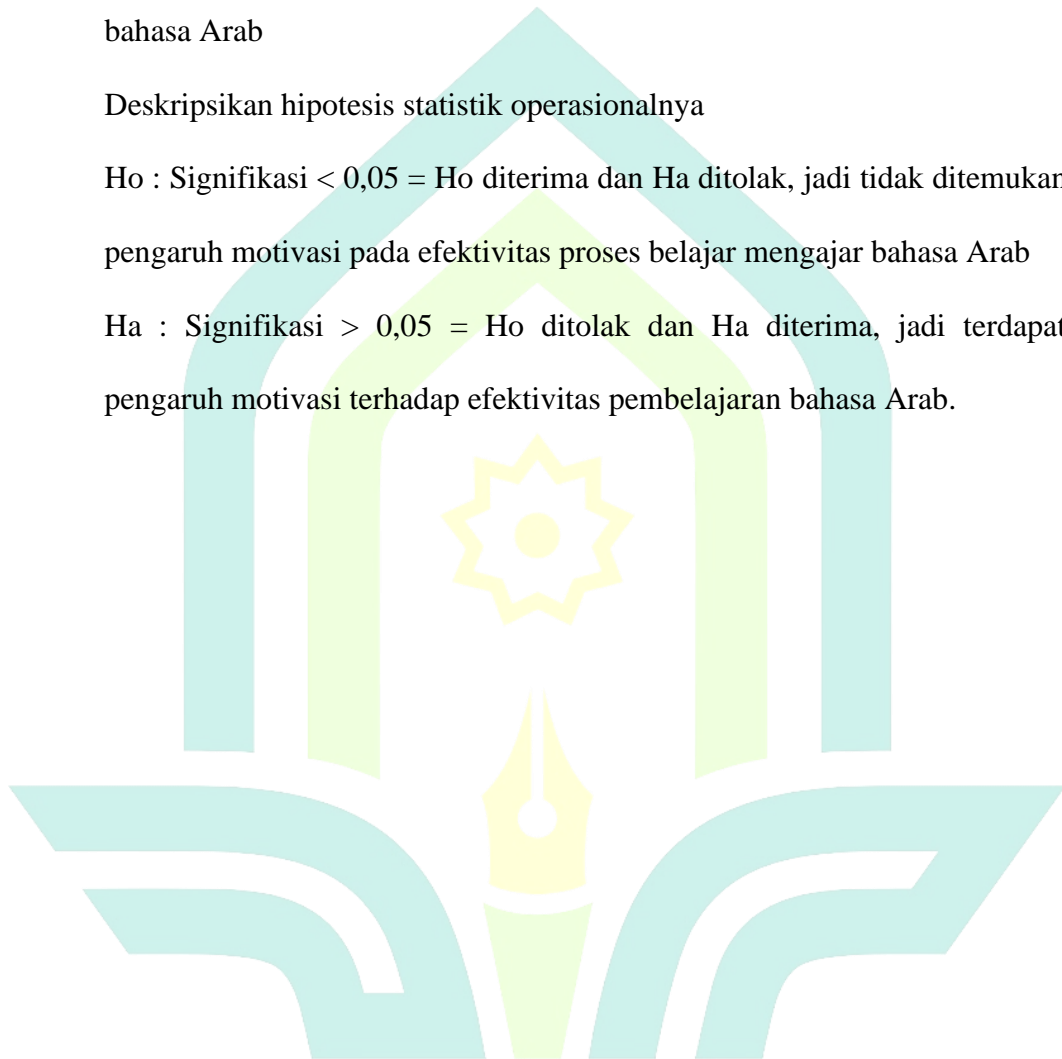 bahasa Arab
Deskripsikan hipotesis statistik operasionalnya
Ho : Signifikasi < 0,05 = Ho diterima dan Ha ditolak, jadi tidak ditemukan
pengaruh motivasi pada efektivitas proses belajar mengajar bahasa Arab
Ha : Signifikasi > 0,05 = Ho ditolak dan Ha diterima, jadi terdapat
pengaruh motivasi terhadap efektivitas pembelajaran bahasa Arab.